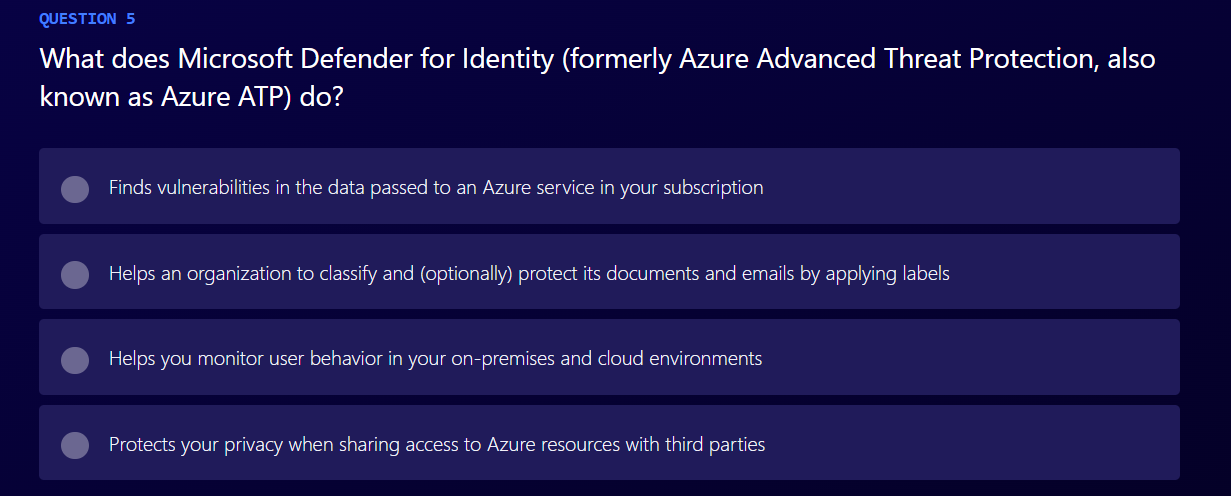 QUESTION 5
What does Microsoft Defender for Identity (formerly Azure Advanced Threat Protection, also
known as Azure ATP) do?
Finds vulnerabilities in the data passed to an Azure service in your subscription
Helps an organization to classify and (optionally) protect its documents and emails by applying labels
Helps you monitor user behavior in your on-premises and cloud environments
Protects your privacy when sharing access to Azure resources with third parties